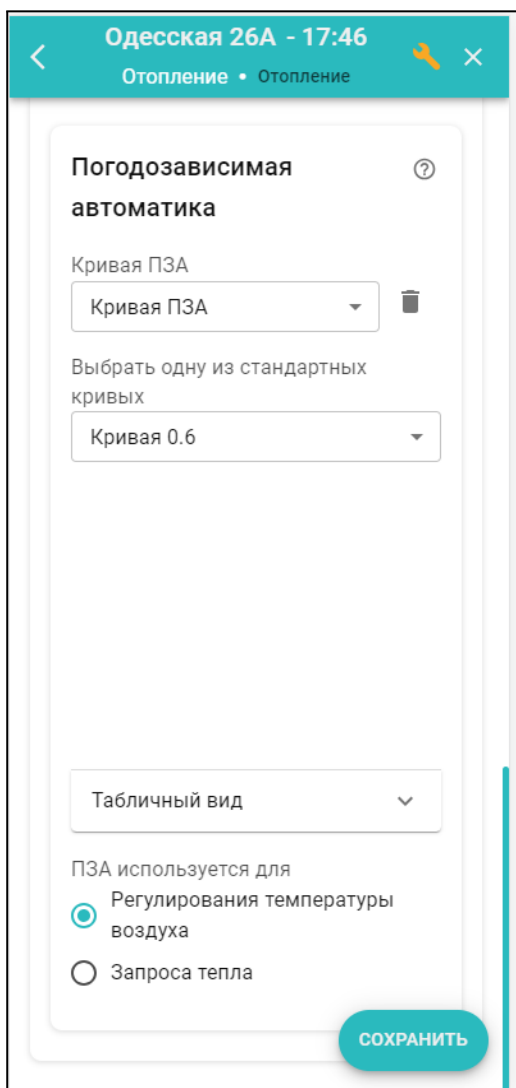 Одесская 26А - 17:46
Отопление • Отопление
Погодозависимая
автоматика
Кривая ПЗА
Кривая ПЗА
Выбрать одну из стандартных
кривых
Кривая 0.6
Табличный вид
ПЗА используется для
Регулирования температуры
воздуха
Запроса тепла
СОХРАНИТЬ